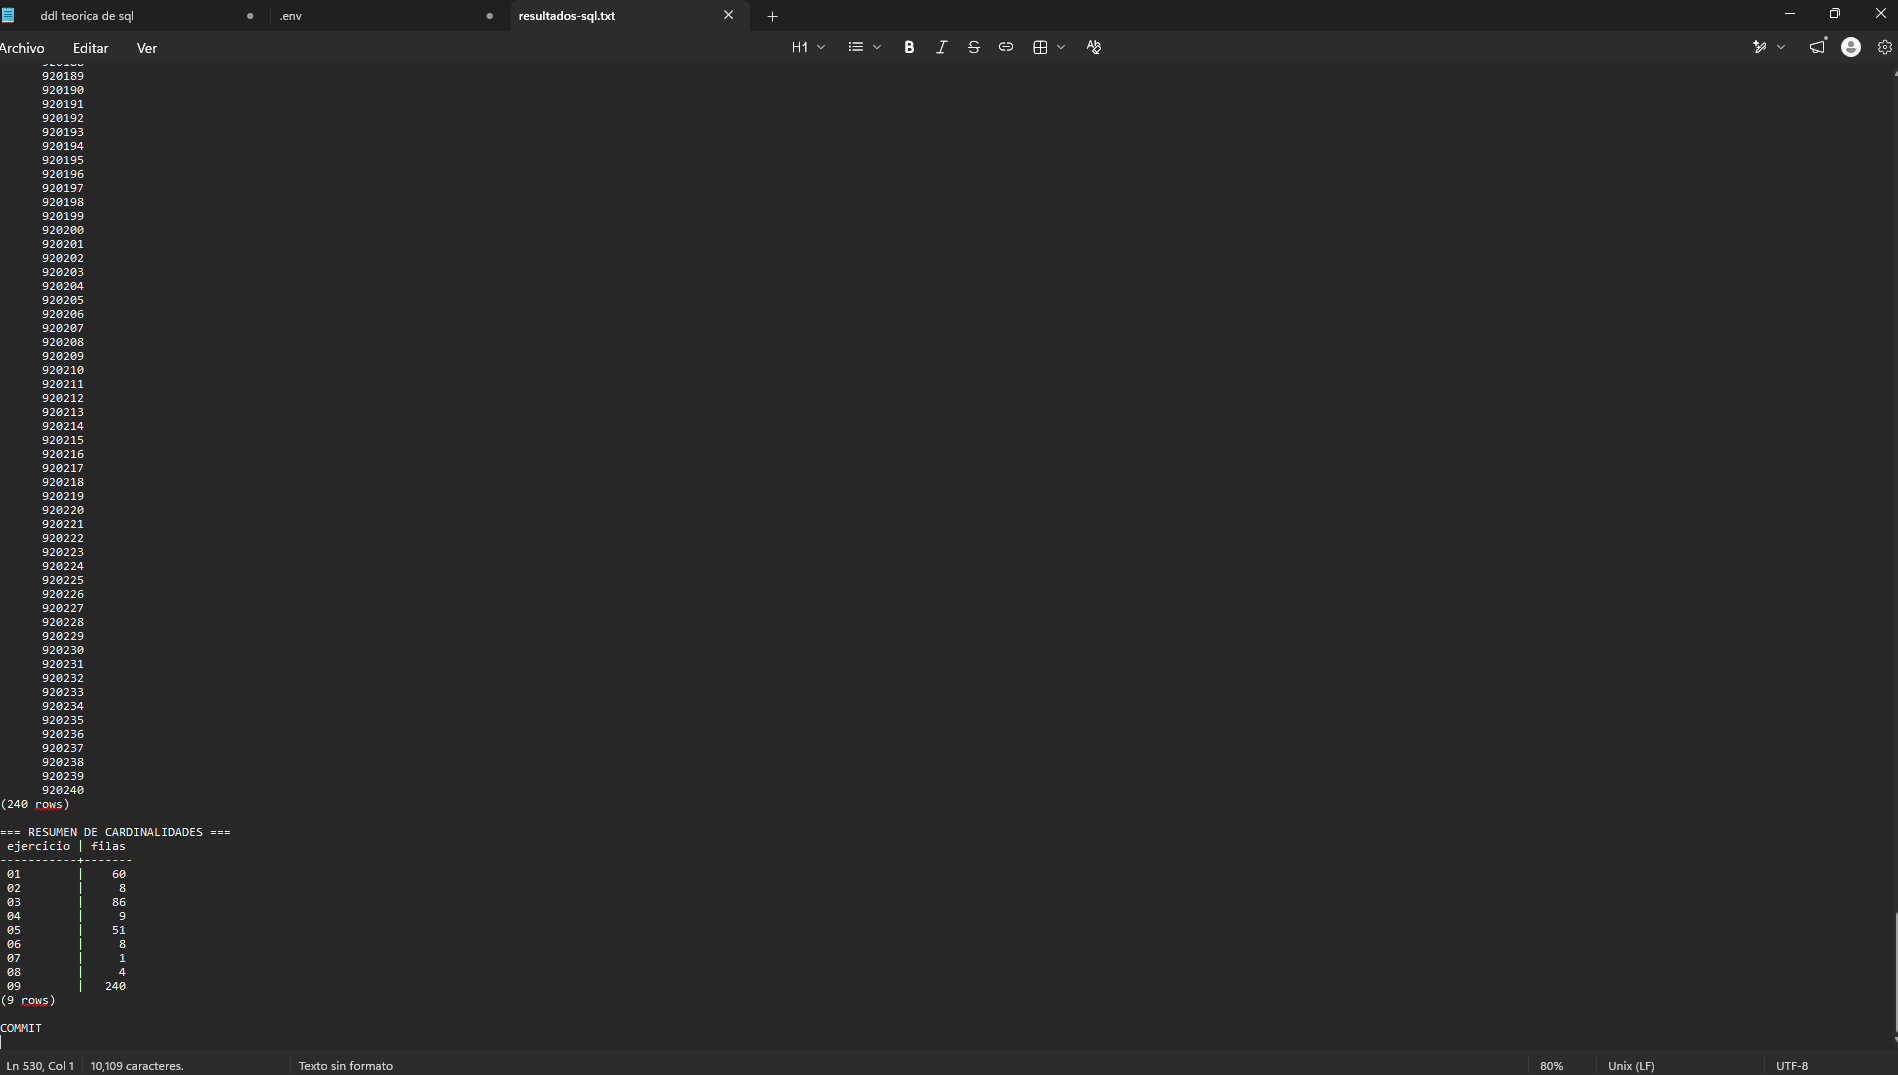 ddl teorica de sql
.env
resultados-sql.txt
Archivo Editar Ver
H1
920189
920190
920191
920192
920193
920194
920195
920196
920197
920198
920199
920200
920201
920202
920203
920204
920205
920206
920207
920208
920209
920210
920211
920212
920213
920214
920215
920216
920217
920218
920219
920220
920221
920222
920223
920224
920225
920226
920227
920228
920229
920230
920231
920232
920233
920234
920235
920236
920237
920238
920239
920240
(240 rows)
=== RESUMEN DE CARDINALIDADES ===
ejercicio | filas
-----------+-------
01 | 60
02 | 8
03 | 86
04 | 9
05 | 51
06 | 8
07 | 1
08 | 4
09 | 240
(9 rows)
COMMIT
Ln 530, Col 1 10,109 caracteres. Texto sin formato 80% Unix (LF) UTF-8